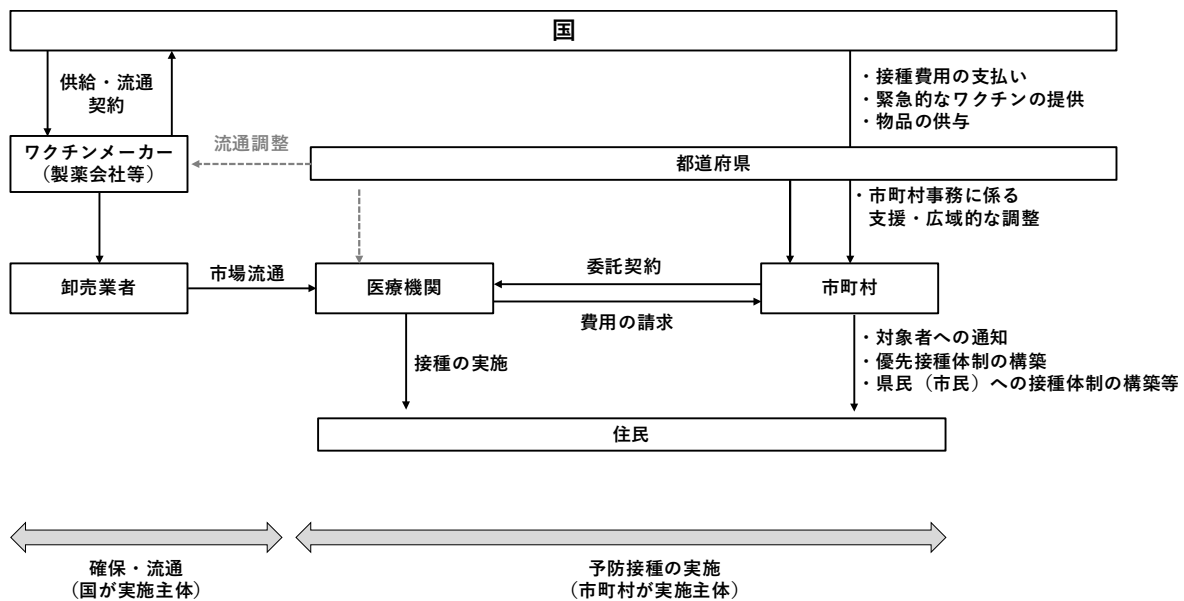 国
供給・流通
契約
・接種費用の支払い
・緊急的なワクチンの提供
・物品の供与
ワクチンメーカー
(製薬会社等)
流通調整
都道府県
・市町村事務に係る
支援・広域的な調整
卸売業者
市場流通
医療機関
委託契約
費用の請求
市町村
接種の実施
・対象者への通知
・優先接種体制の構築
・県民（市民）への接種体制の構築等
住民
確保・流通
(国が実施主体)
予防接種の実施
(市町村が実施主体)